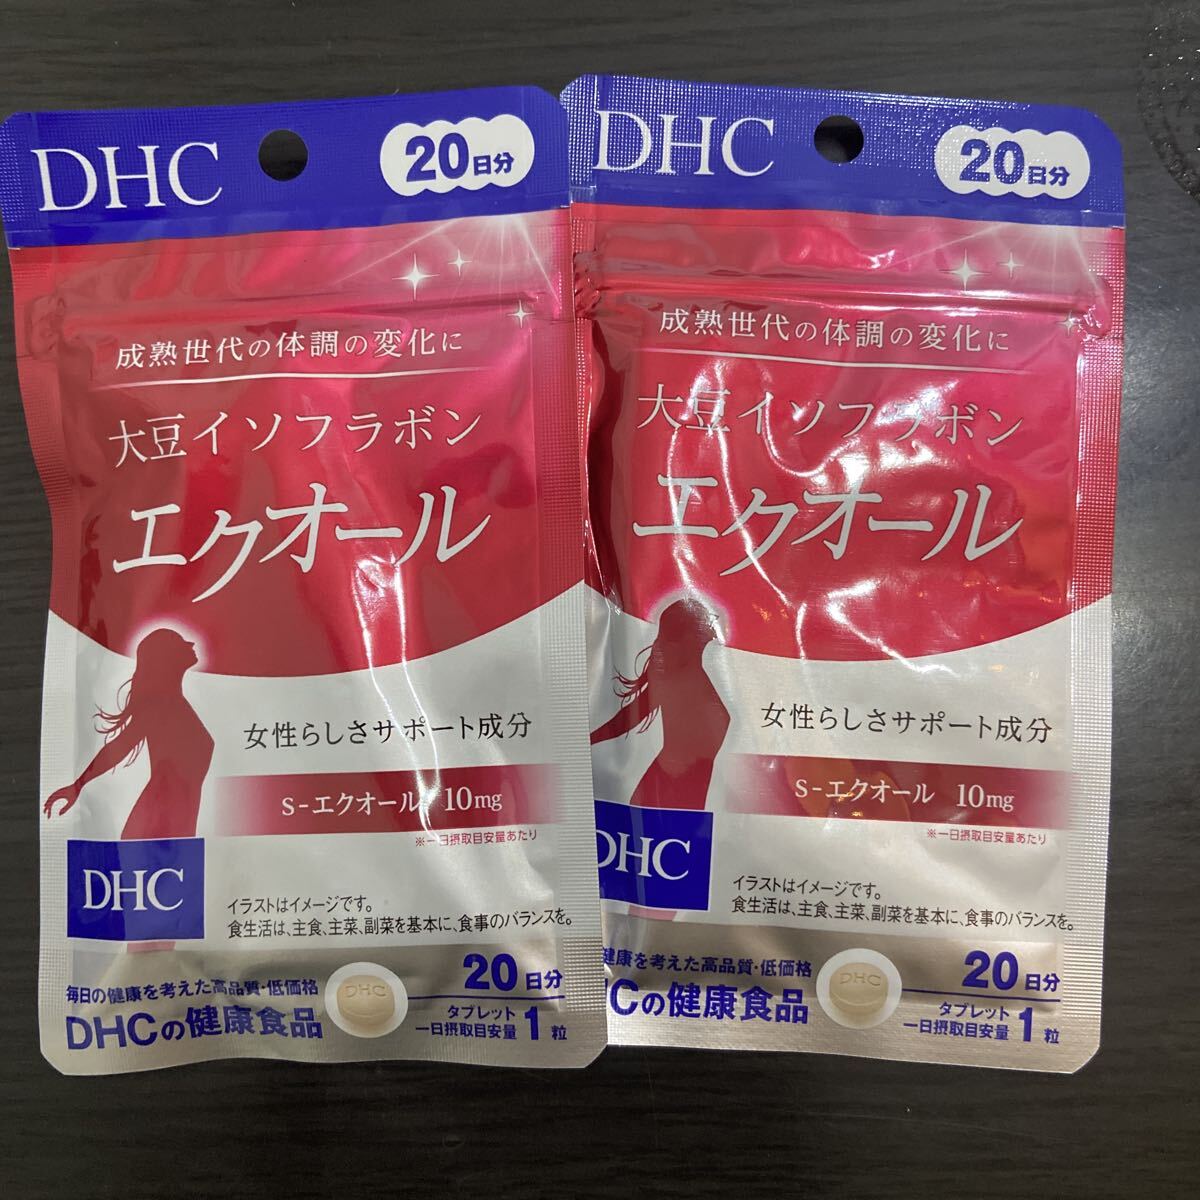 DHC
20日分
成熟世代の体調の変化に
大豆イソフラボン
エクオール
女性らしさサポート成分
S-エクオール 10mg
※一日摂取目安量あたり
DHC
イラストはイメージです。
食生活は、主食、主菜、副菜を基本に、食事のバランスを。
毎日の健康を考えた高品質・低価格
DHCの健康食品
DHC
20日分
タブレット
一日摂取目安量 1粒
DHC
20日分
成熟世代の体調の変化に
大豆イソフラボン
エクオール
女性らしさサポート成分
S-エクオール 10mg
※一日摂取目安量あたり
DHC
イラストはイメージです。
食生活は、主食、主菜、副菜を基本に、食事のバランスを。
健康を考えた高品質・低価格
HCの健康食品
DHC
20日分
タブレット
一日摂取目安量 1粒